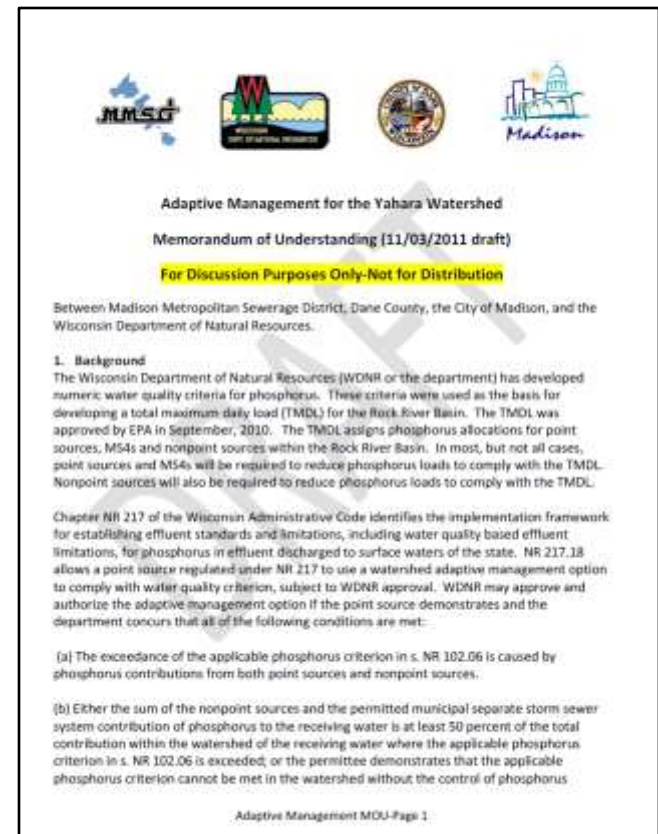 MMSD
W
WISCONSIN
DEPT. OF NATURAL RESOURCES
COUNTY OF DANE
WISCONSIN
Madison
Adaptive Management for the Yahara Watershed
Memorandum of Understanding (11/03/2011 draft)
For Discussion Purposes Only-Not for Distribution
Between Madison Metropolitan Sewerage District, Dane County, the City of Madison, and the
Wisconsin Department of Natural Resources.
1. Background
The Wisconsin Department of Natural Resources (WDNR or the department) has developed
numeric water quality criteria for phosphorus. These criteria were used as the basis for
developing a total maximum daily load (TMDL) for the Rock River Basin. The TMDL was
approved by EPA in September, 2010. The TMDL assigns phosphorus allocations for point
sources, MS4s and nonpoint sources within the Rock River Basin. In most, but not all cases,
point sources and MS4s will be required to reduce phosphorus loads to comply with the TMDL.
Nonpoint sources will also be required to reduce phosphorus loads to comply with the TMDL.
Chapter NR 217 of the Wisconsin Administrative Code identifies the implementation framework
for establishing effluent standards and limitations, including water quality based effluent
limitations, for phosphorus in effluent discharged to surface waters of the state. NR 217.18
allows a point source regulated under NR 217 to use a watershed adaptive management option
to comply with water quality criterion, subject to WDNR approval. WDNR may approve and
authorize the adaptive management option if the point source demonstrates and the
department concurs that all of the following conditions are met:
(a) The exceedance of the applicable phosphorus criterion in s. NR 102.06 is caused by
phosphorus contributions from both point sources and nonpoint sources.
(b) Either the sum of the nonpoint sources and the permitted municipal separate storm sewer
system contribution of phosphorus to the receiving water is at least 50 percent of the total
contribution within the watershed of the receiving water where the applicable phosphorus
criterion in s. NR 102.06 is exceeded; or the permittee demonstrates that the applicable
phosphorus criterion cannot be met in the watershed without the control of phosphorus
Adaptive Management MOU-Page 1
DRAFT